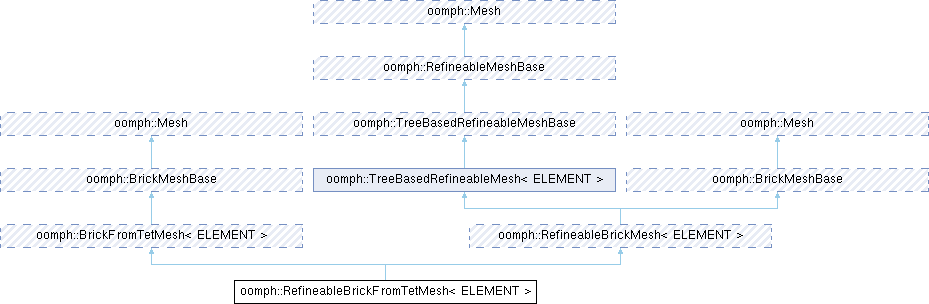 oomph::Mesh
oomph::RefineableMeshBase
oomph::Mesh
oomph::TreeBasedRefineableMeshBase
oomph::Mesh
oomph::BrickMeshBase
oomph::TreeBasedRefineableMesh< ELEMENT >
oomph::BrickMeshBase
oomph::BrickFromTetMesh< ELEMENT >
oomph::RefineableBrickMesh< ELEMENT >
oomph::RefineableBrickFromTetMesh< ELEMENT >